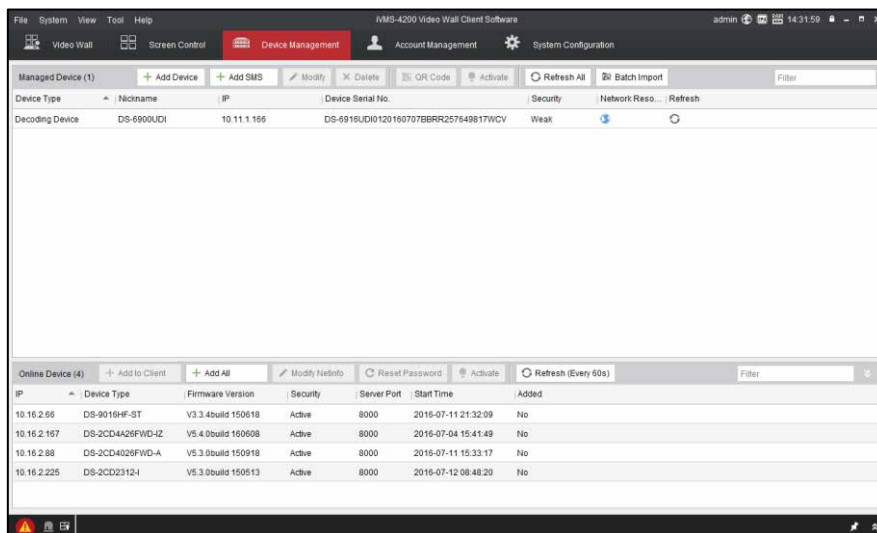 File System View Tool Help iVMS-4200 Video Wall Client Software admin 14:31:59
Video Wall Screen Control Device Management Account Management System Configuration
Managed Device (1) + Add Device + Add SMS Modify Delete QR Code Activate Refresh All Batch Import Filter
Device Type Nickname IP Device Serial No. Security Network Reso... Refresh
Decoding Device DS-6900UDI 10.11.1.166 DS-6916UDI0120160707BBRR257649817WCV Weak
Online Device (4) + Add to Client + Add All Modify Netinfo Reset Password Activate Refresh (Every 60s) Filter
IP Device Type Firmware Version Security Server Port Start Time Added
10.16.2.66 DS-9016HF-ST V3.3.4build 150618 Active 8000 2016-07-11 21:32:09 No
10.16.2.167 DS-2CD4A26FWD-IZ V5.4.0build 160608 Active 8000 2016-07-04 15:41:49 No
10.16.2.88 DS-2CD4026FWD-A V5.3.0build 150918 Active 8000 2016-07-11 15:33:17 No
10.16.2.225 DS-2CD2312-I V5.3.0build 150513 Active 8000 2016-07-12 08:48:20 No